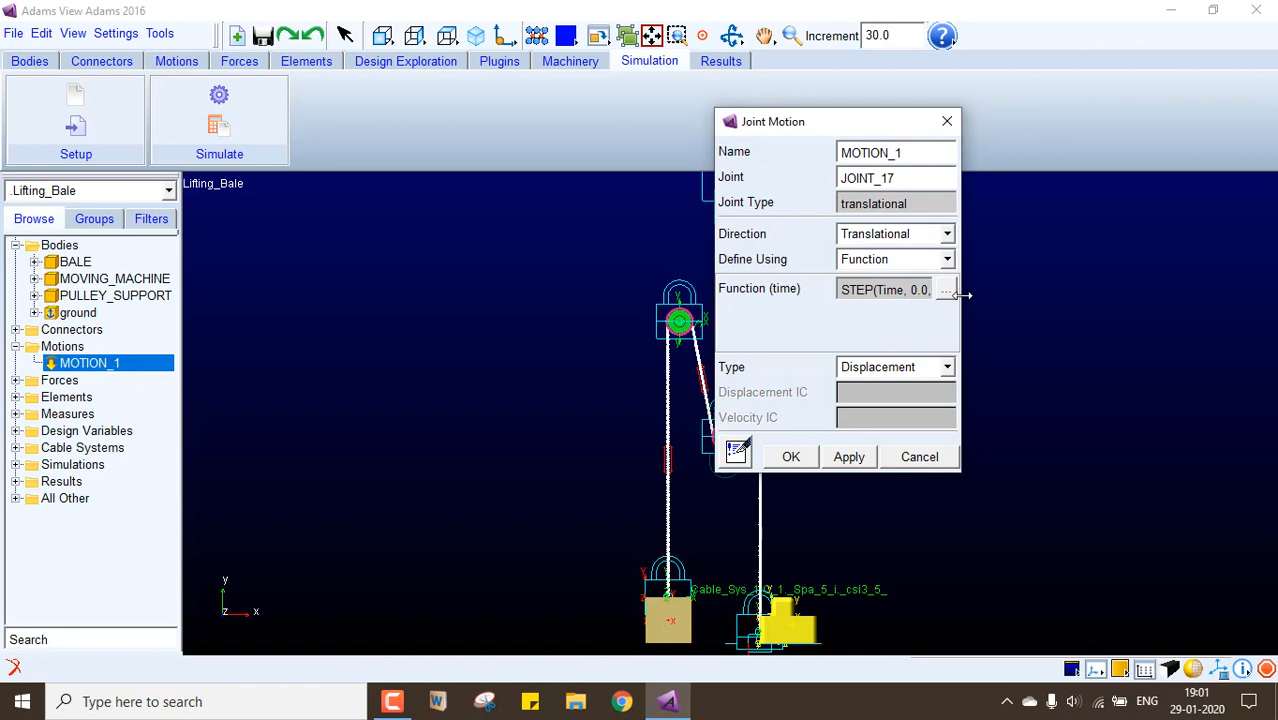 Adams View Adams 2016
File Edit View Settings Tools
Increment 30.0
Bodies Connectors Motions Forces Elements Design Exploration Plugins Machinery Simulation Results
Setup
Simulate
.Lifting_Bale
Browse Groups Filters
Bodies
BALE
MOVING_MACHINE
PULLEY_SUPPORT
ground
Connectors
Motions
MOTION_1
Forces
Elements
Measures
Design Variables
Cable Systems
Simulations
Results
All Other
Search
Lifting_Bale
Joint Motion
Name MOTION_1
Joint JOINT_17
Joint Type translational
Direction Translational
Define Using Function
Function (time) STEP(Time, 0.0, ...
Type Displacement
Displacement IC
Velocity IC
OK Apply Cancel
y
z x
Type here to search
ENG
19:01
29-01-2020